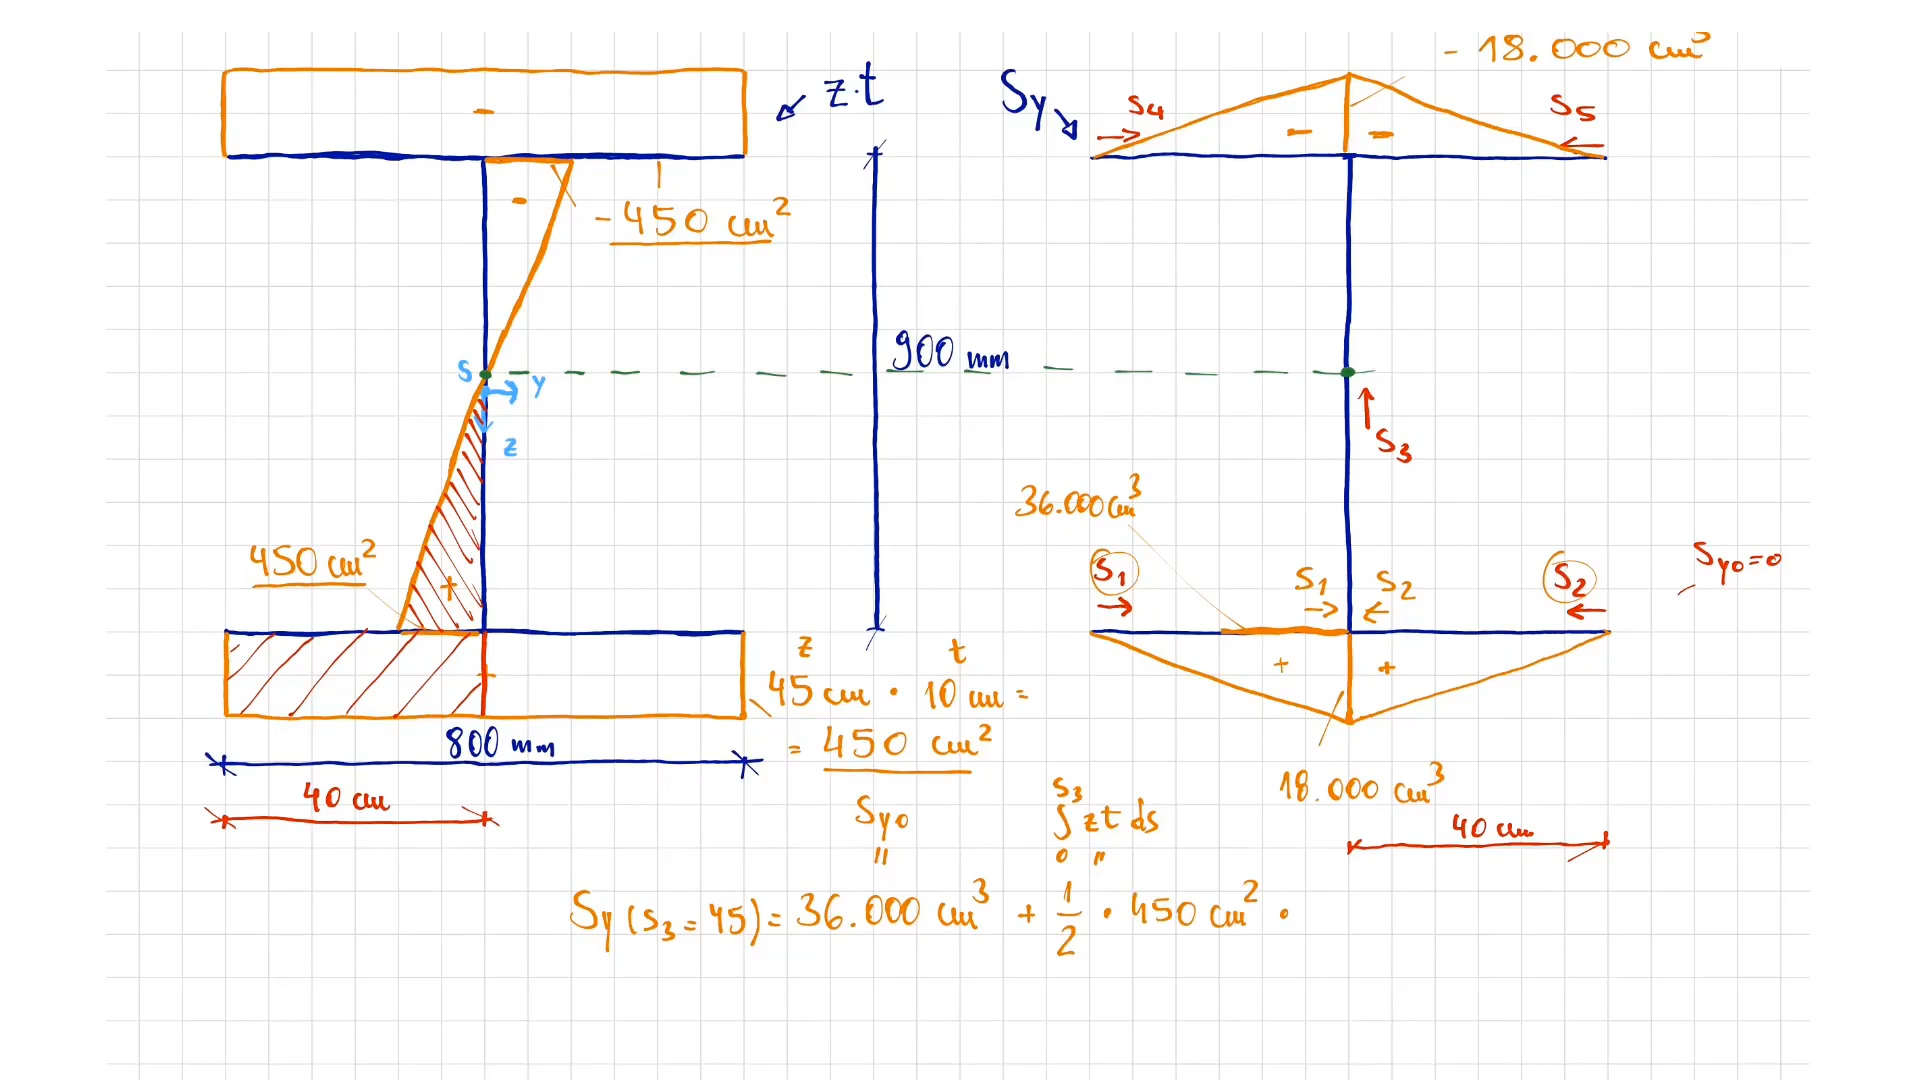 - 18.000 cm³
z·t
Sy
S4
S5
-
- -
-
- 450 cm²
900 mm
S
y
z
S3
36.000 cm³
450 cm²
+
S1
S1
S2
S2
Sy0=0
z t
+
+ +
45 cm · 10 cm =
= 450 cm²
800 mm
40 cm
18.000 cm³
40 cm
Sy0
"
S3
∫ zt ds
0 "
Sy (S3 = 45) = 36.000 cm³ + 1/2 · 450 cm² ·